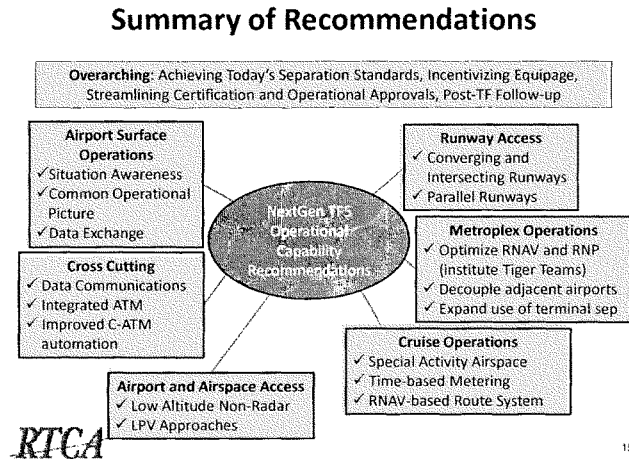 Summary of Recommendations
Overarching: Achieving Today's Separation Standards, Incentivizing Equipage,
Streamlining Certification and Operational Approvals, Post-TF Follow-up
Airport Surface
Operations
✓ Situation Awareness
✓ Common Operational
Picture
✓ Data Exchange
Runway Access
✓ Converging and
Intersecting Runways
✓ Parallel Runways
NextGen TF5
Operational
Capability
Recommendations
Metroplex Operations
✓ Optimize RNAV and RNP
(institute Tiger Teams)
✓ Decouple adjacent airports
✓ Expand use of terminal sep
Cross Cutting
✓ Data Communications
✓ Integrated ATM
✓ Improved C-ATM
automation
Cruise Operations
✓ Special Activity Airspace
✓ Time-based Metering
✓ RNAV-based Route System
Airport and Airspace Access
✓ Low Altitude Non-Radar
✓ LPV Approaches
RTCA
15